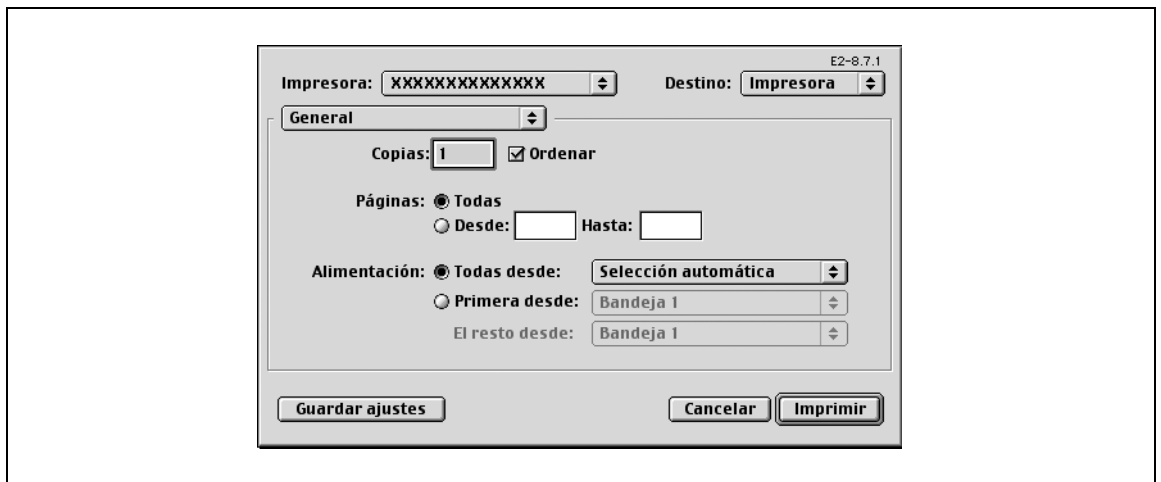 E2-8.7.1
Impresora: XXXXXXXXXXXXXX Destino: Impresora
General
Copias: 1 Ordenar
Páginas: Todas
Desde: Hasta:
Alimentación: Todas desde: Selección automática
Primera desde: Bandeja 1
El resto desde: Bandeja 1
Guardar ajustes Cancelar Imprimir